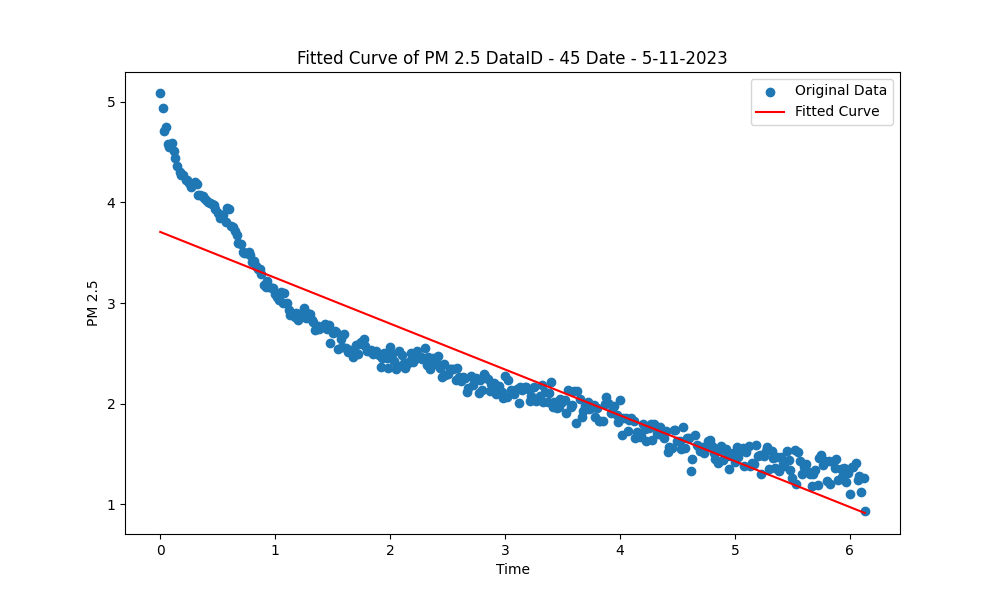 Fitted Curve of PM 2.5 DataID - 45 Date - 5-11-2023
Original Data
Fitted Curve
PM 2.5
5
4
3
2
1
0 1 2 3 4 5 6
Time